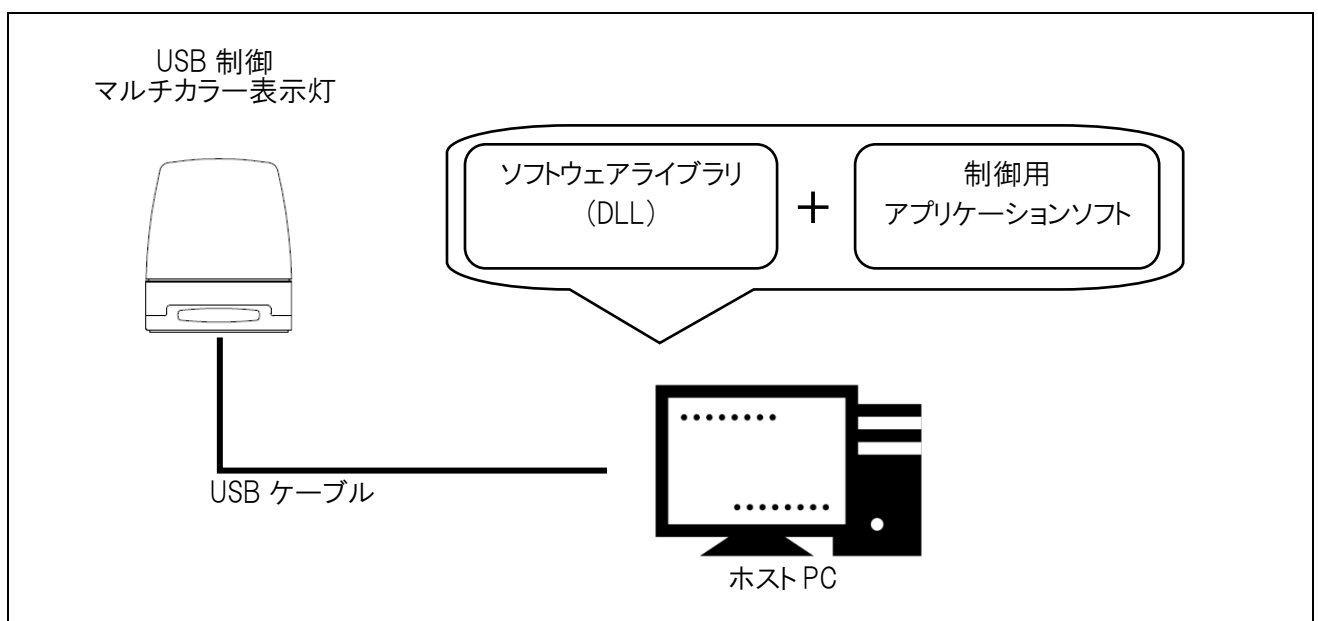 USB 制御
マルチカラー表示灯
ソフトウェアライブラリ
（DLL）
+
制御用
アプリケーションソフト
USB ケーブル
ホスト PC